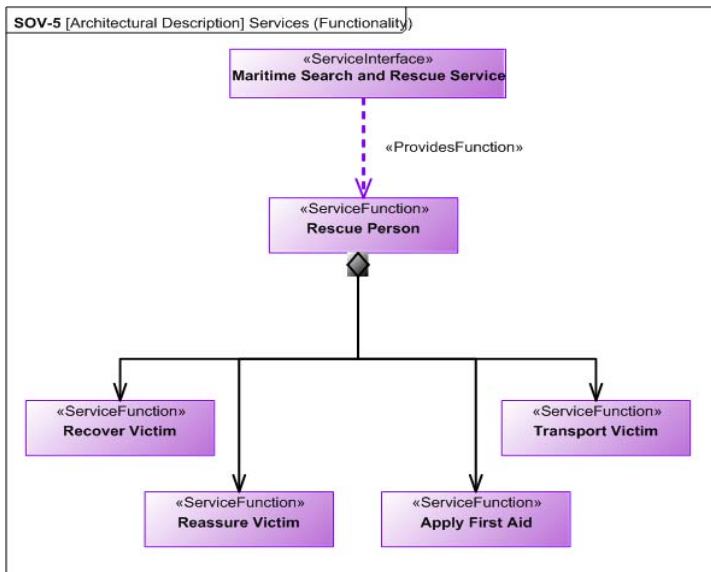 SOV-5 [Architectural Description] Services (Functionality)
«ServiceInterface»
Maritime Search and Rescue Service
«ProvidesFunction»
«ServiceFunction»
Rescue Person
«ServiceFunction»
Recover Victim
«ServiceFunction»
Transport Victim
«ServiceFunction»
Reassure Victim
«ServiceFunction»
Apply First Aid